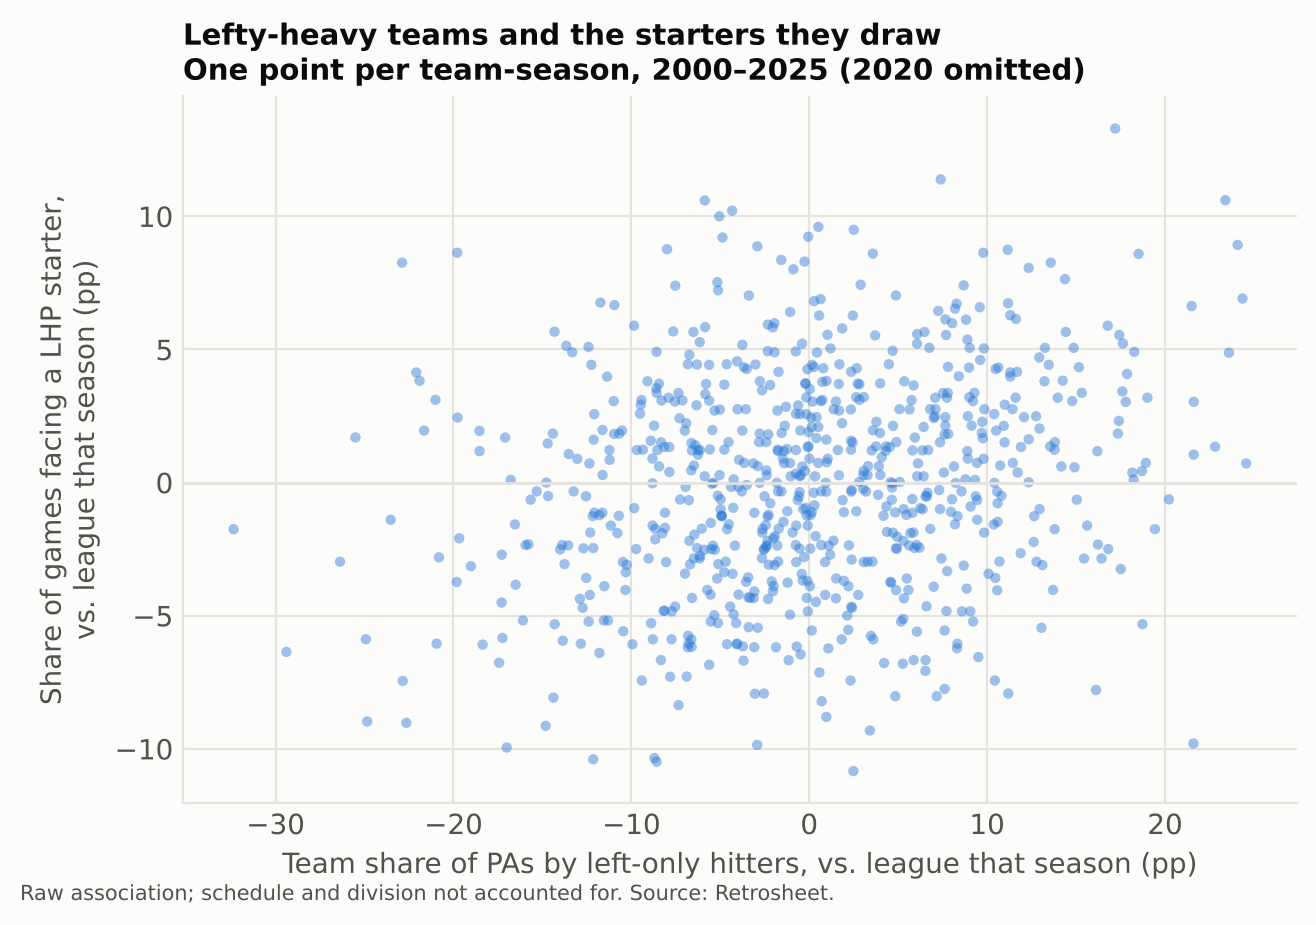 Lefty-heavy teams and the starters they draw
One point per team-season, 2000–2025 (2020 omitted)
Share of games facing a LHP starter,
vs. league that season (pp)
10
5
0
−5
−10
−30
−20
−10
0
10
20
Team share of PAs by left-only hitters, vs. league that season (pp)
Raw association; schedule and division not accounted for. Source: Retrosheet.